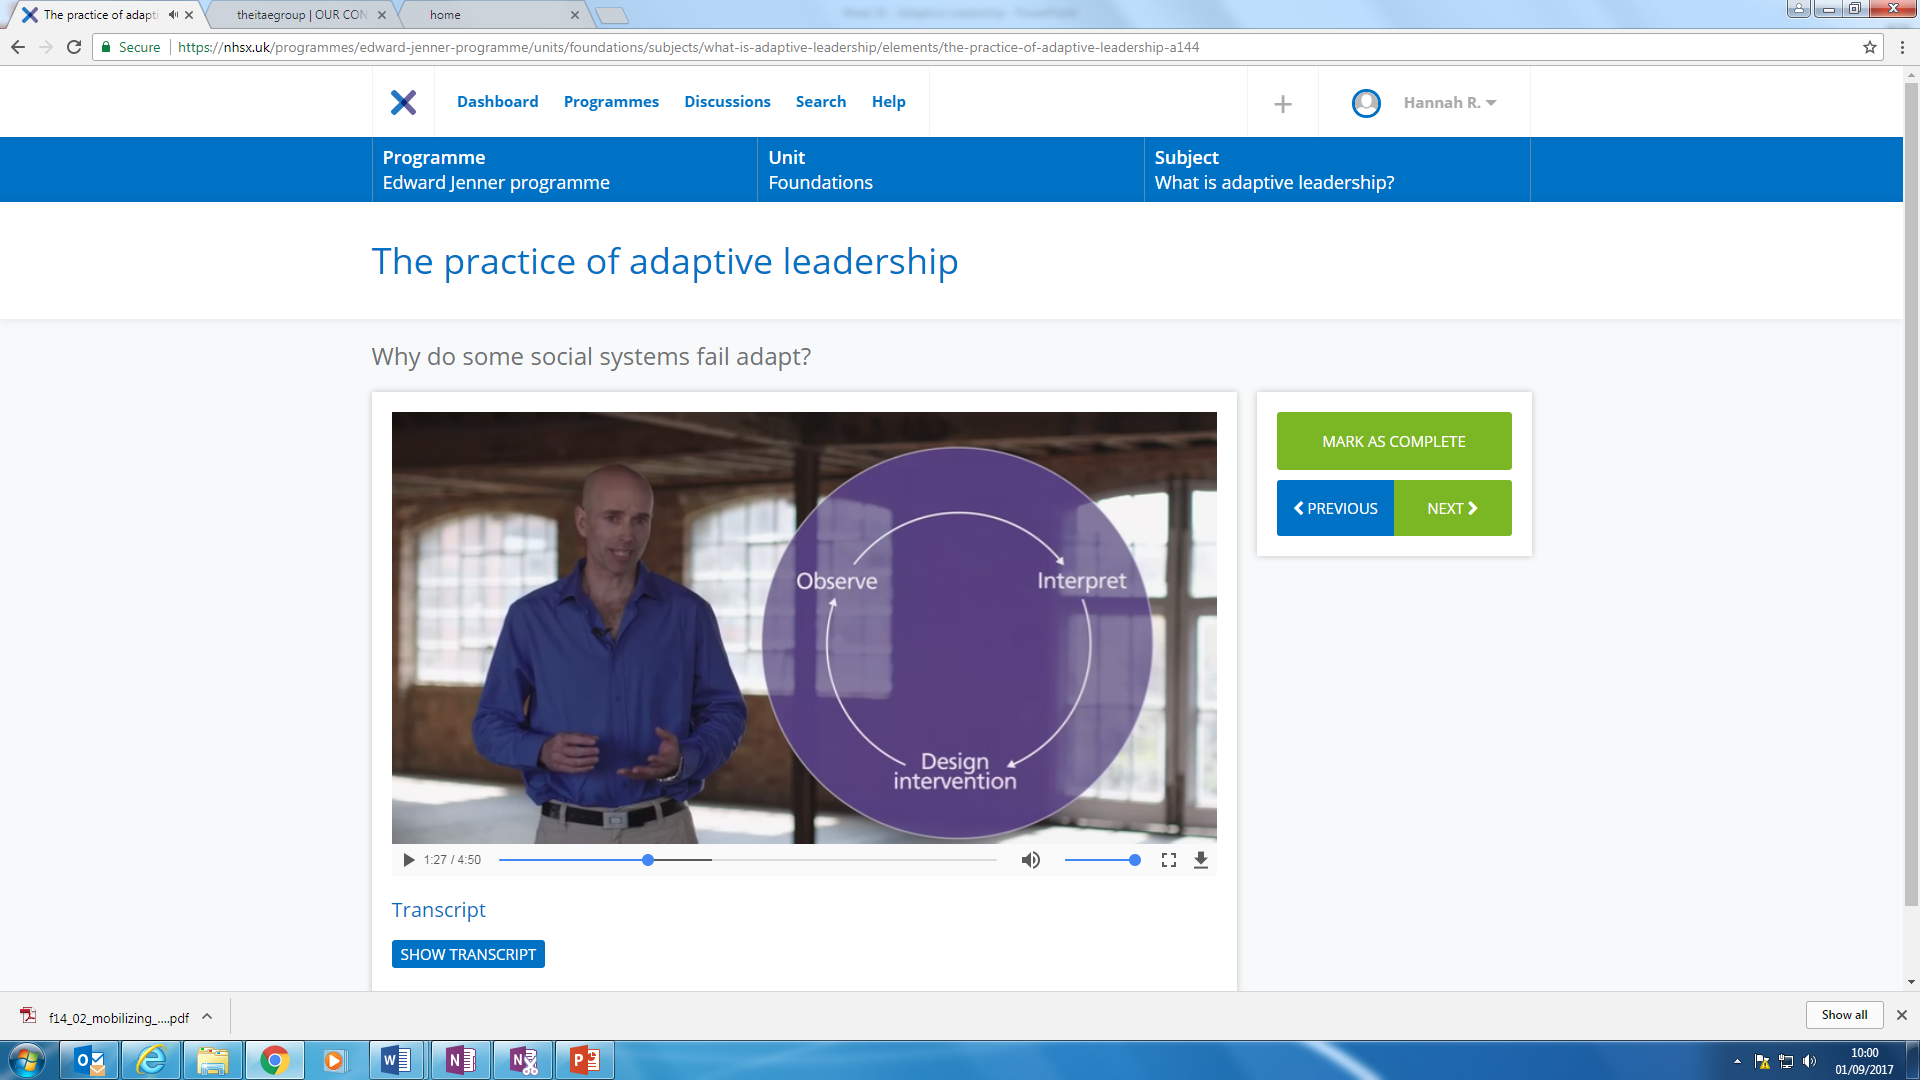 The practice of adapti
theitaegroup | OUR CON
home
Secure
https://nhsx.uk/programmes/edward-jenner-programme/units/foundations/subjects/what-is-adaptive-leadership/elements/the-practice-of-adaptive-leadership-a144
Dashboard Programmes Discussions Search Help
Hannah R.
Programme
Edward Jenner programme
Unit
Foundations
Subject
What is adaptive leadership?
The practice of adaptive leadership
Why do some social systems fail adapt?
Observe
Interpret
Design
intervention
MARK AS COMPLETE
PREVIOUS
NEXT
1:27 / 4:50
Transcript
SHOW TRANSCRIPT
f14_02_mobilizing_....pdf
Show all
10:00
01/09/2017